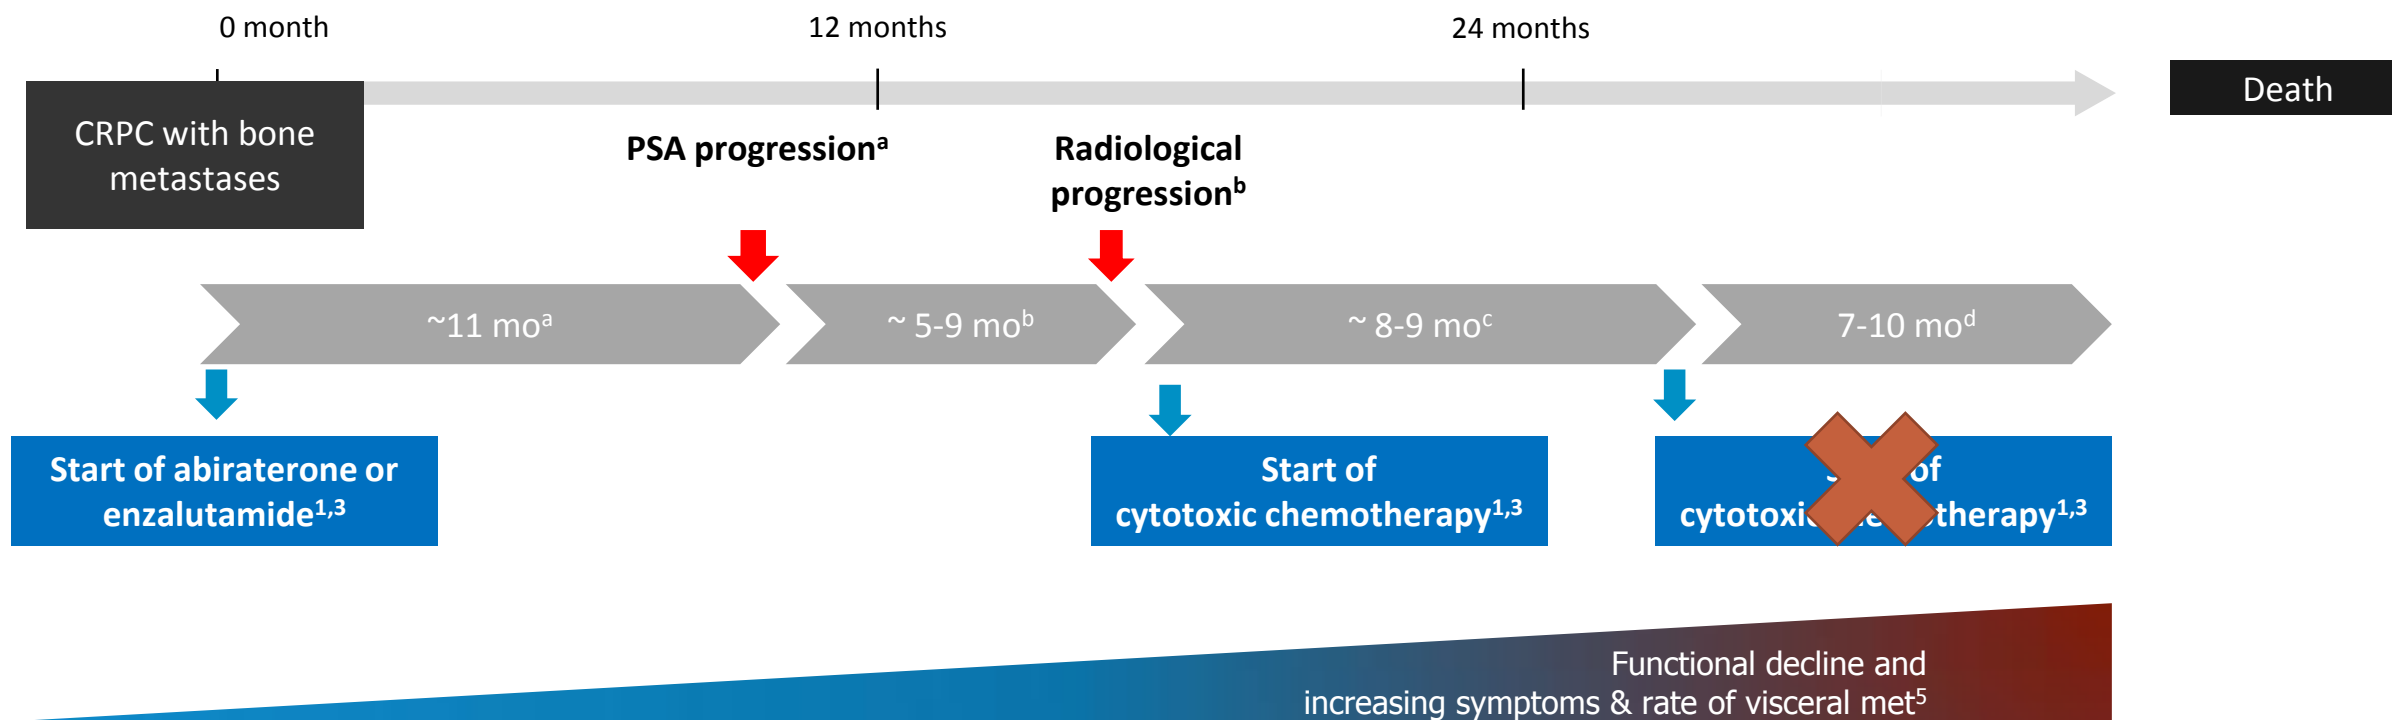 0 month
12 months
24 months
Death
CRPC with bone
metastases
PSA progressionᵃ
Radiological
progressionᵇ
~11 moᵃ
~ 5-9 moᵇ
~ 8-9 moᶜ
7-10 moᵈ
Start of abiraterone or
enzalutamide¹,³
Start of
cytotoxic chemotherapy¹,³
of
¹,³
Functional decline and
increasing symptoms & rate of visceral met⁵